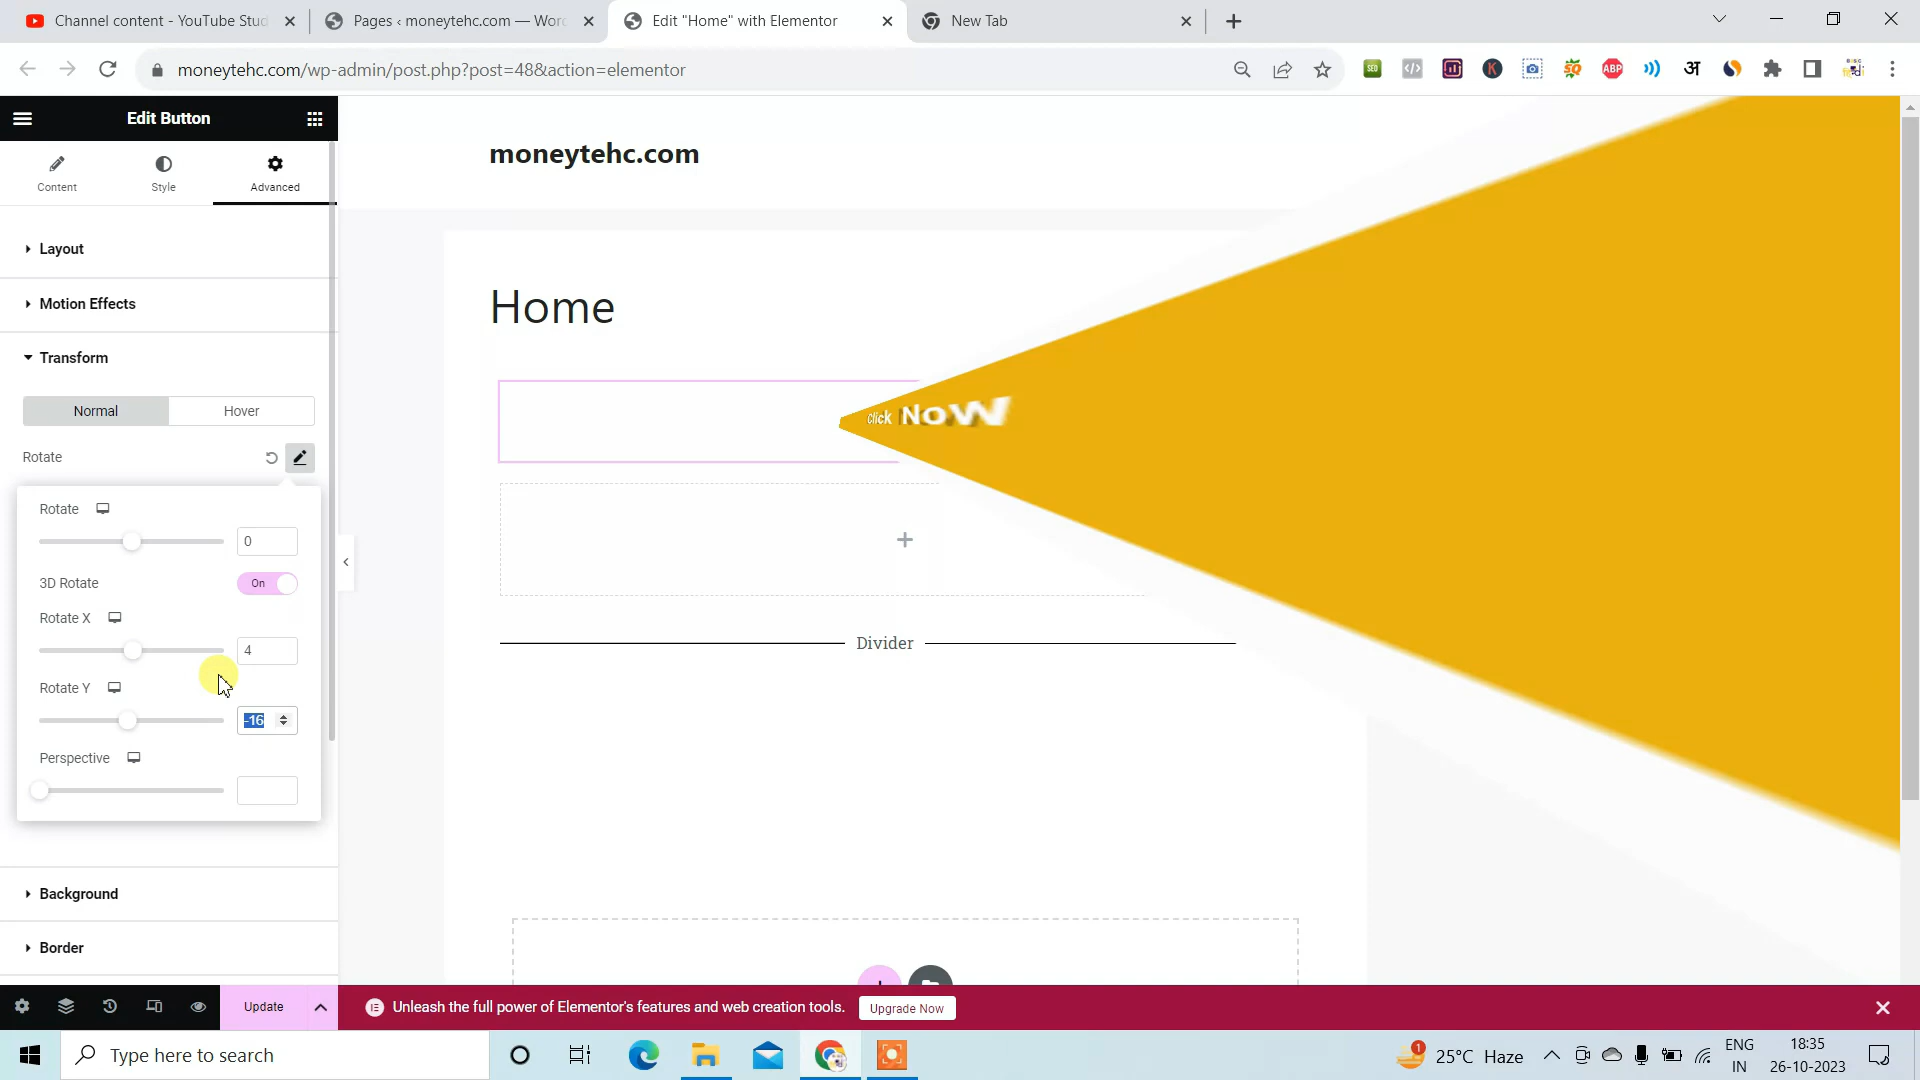 Channel content - YouTube Stud
Pages ‹ moneytehc.com — Wor
Edit "Home" with Elementor
New Tab
moneytehc.com/wp-admin/post.php?post=48&action=elementor
Edit Button
Content
Style
Advanced
Layout
Motion Effects
Transform
Normal
Hover
Rotate
Rotate
0
3D Rotate
On
Rotate X
4
Rotate Y
-16
Perspective
Background
Border
Update
moneytehc.com
Home
Click Now
Divider
Unleash the full power of Elementor's features and web creation tools.
Upgrade Now
Type here to search
1
25°C Haze
ENG
IN
18:35
26-10-2023